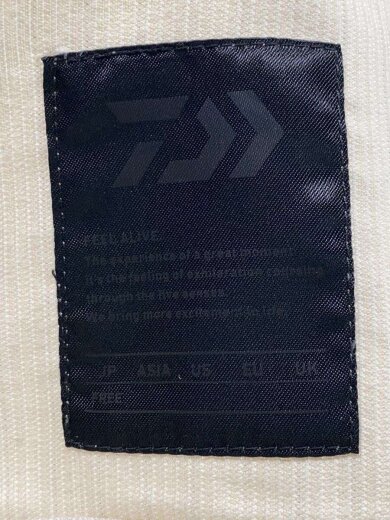 FEEL ALIVE
The experience of a great moment
It's the feeling of exhilaration coursing
through the five senses.
We bring more excitement to life.
JP ASIA US EU UK
FREE